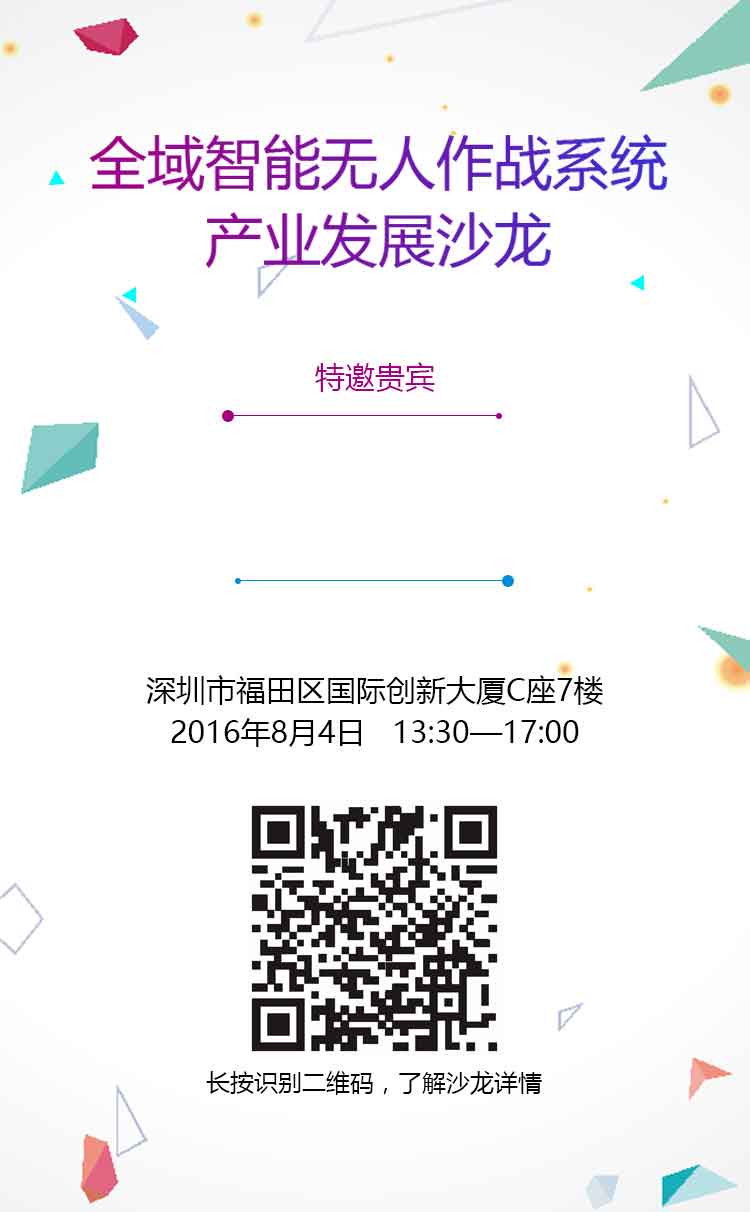 全域智能无人作战系统
产业发展沙龙
特邀贵宾
深圳市福田区国际创新大厦C座7楼
2016年8月4日 13:30—17:00
长按识别二维码，了解沙龙详情